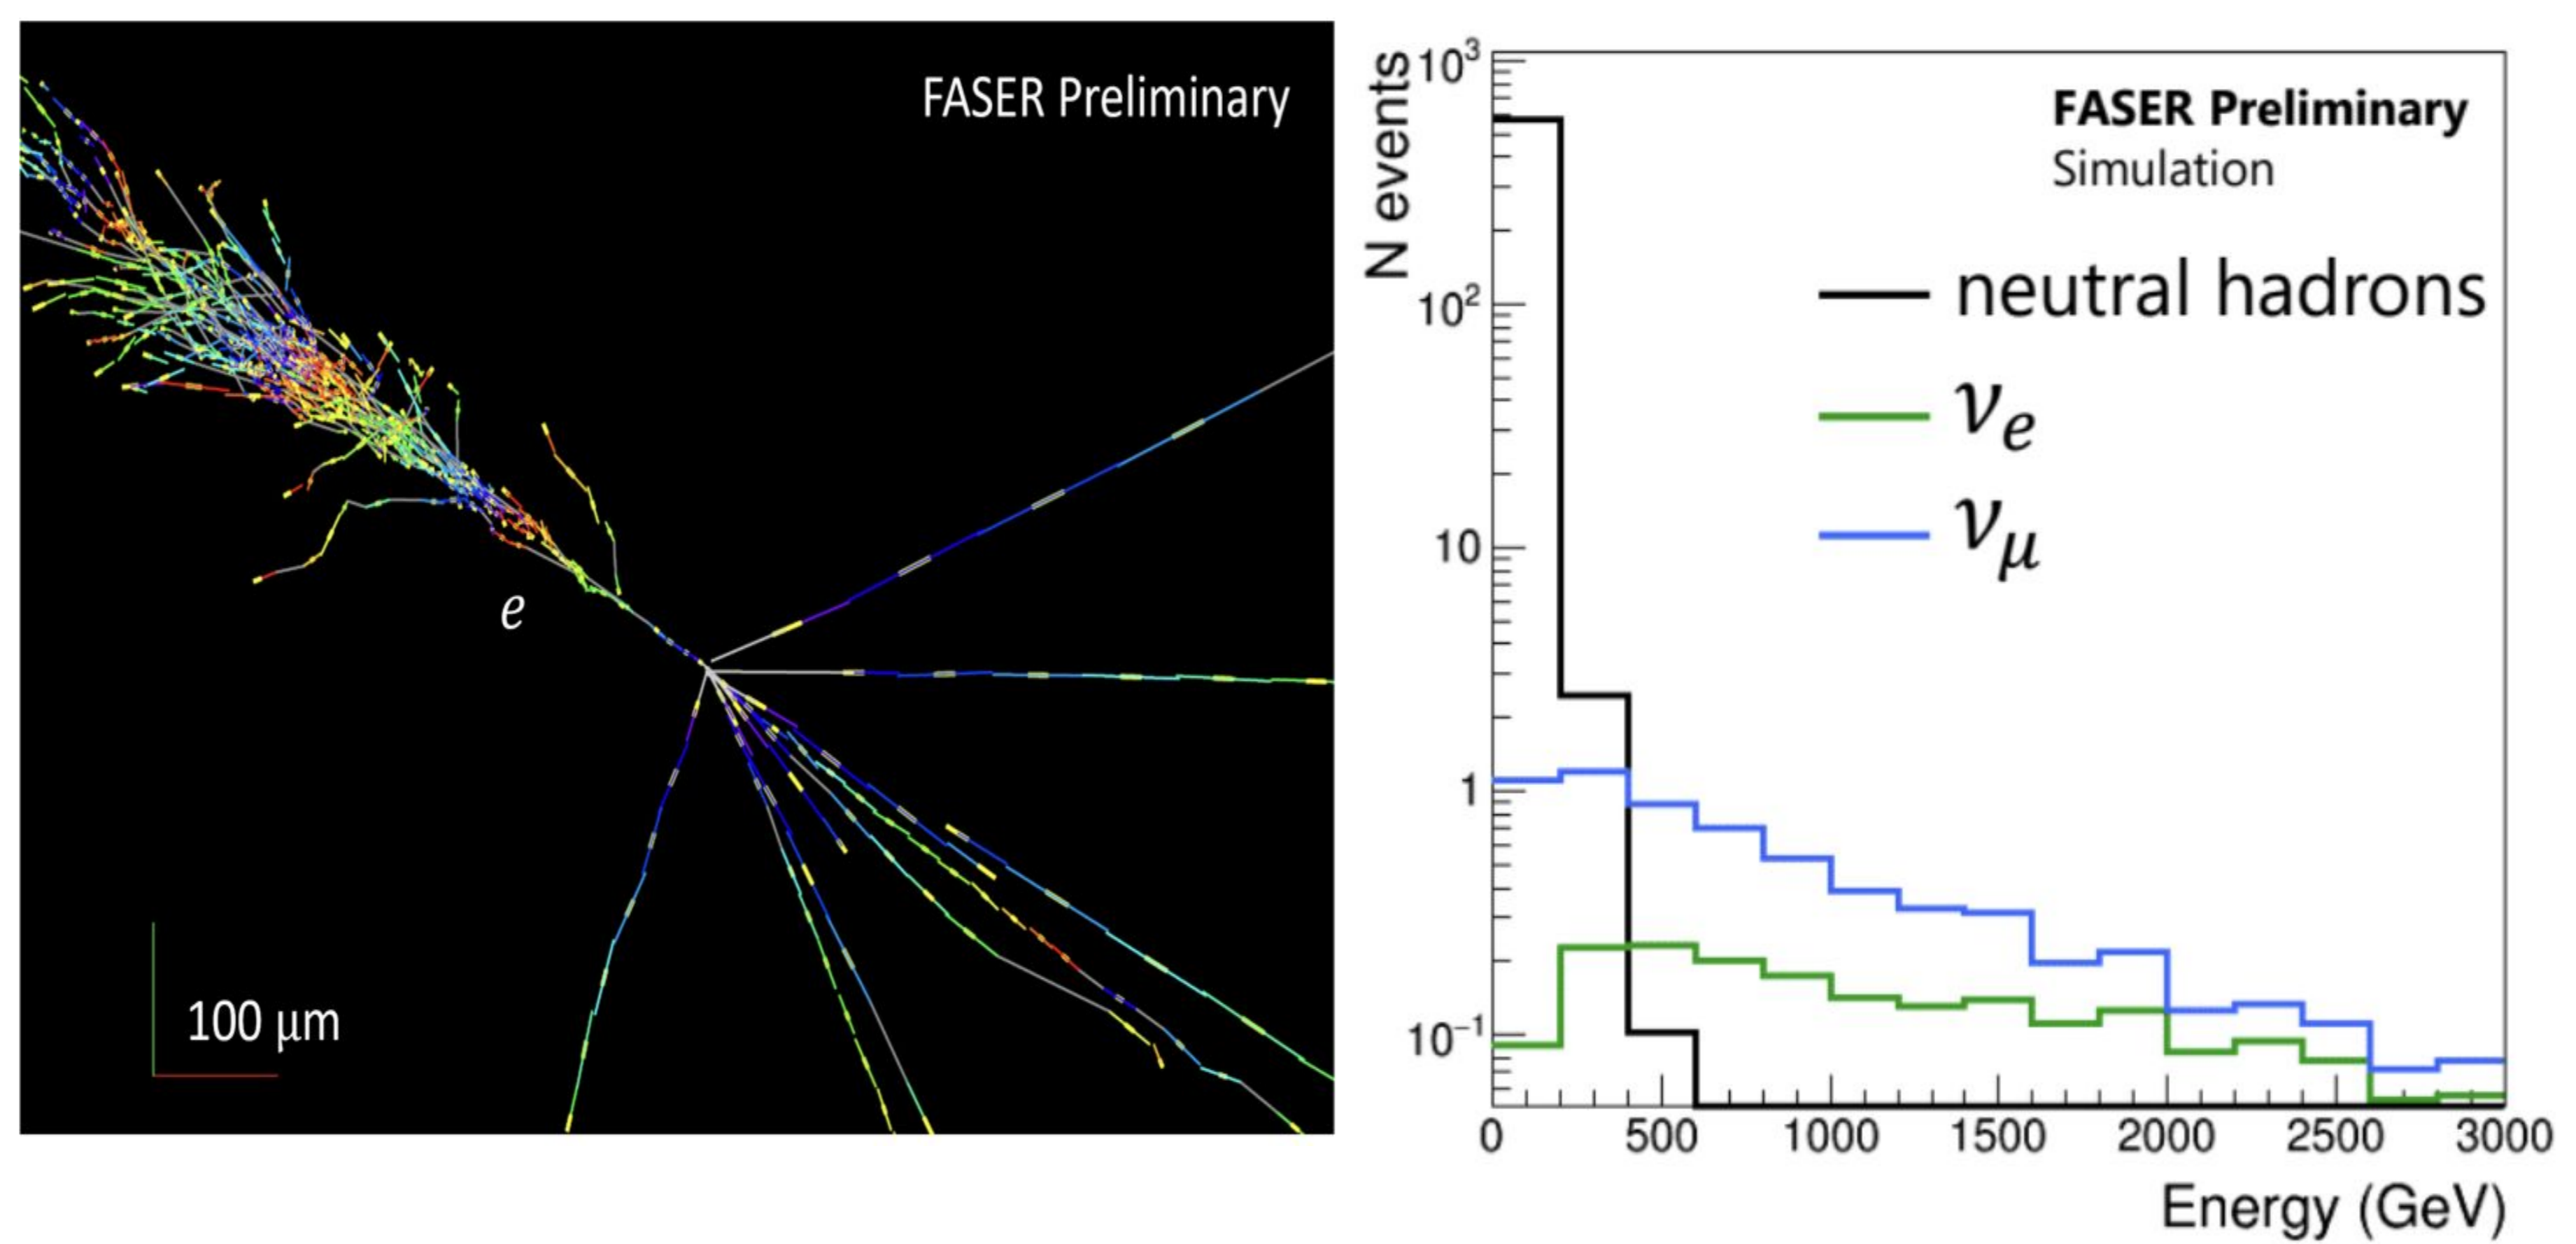 FASER Preliminary
e
100 μm
N events
10³
10²
10
1
10⁻¹
FASER Preliminary
Simulation
neutral hadrons
νₑ
ν_μ
0 500 1000 1500 2000 2500 3000
Energy (GeV)